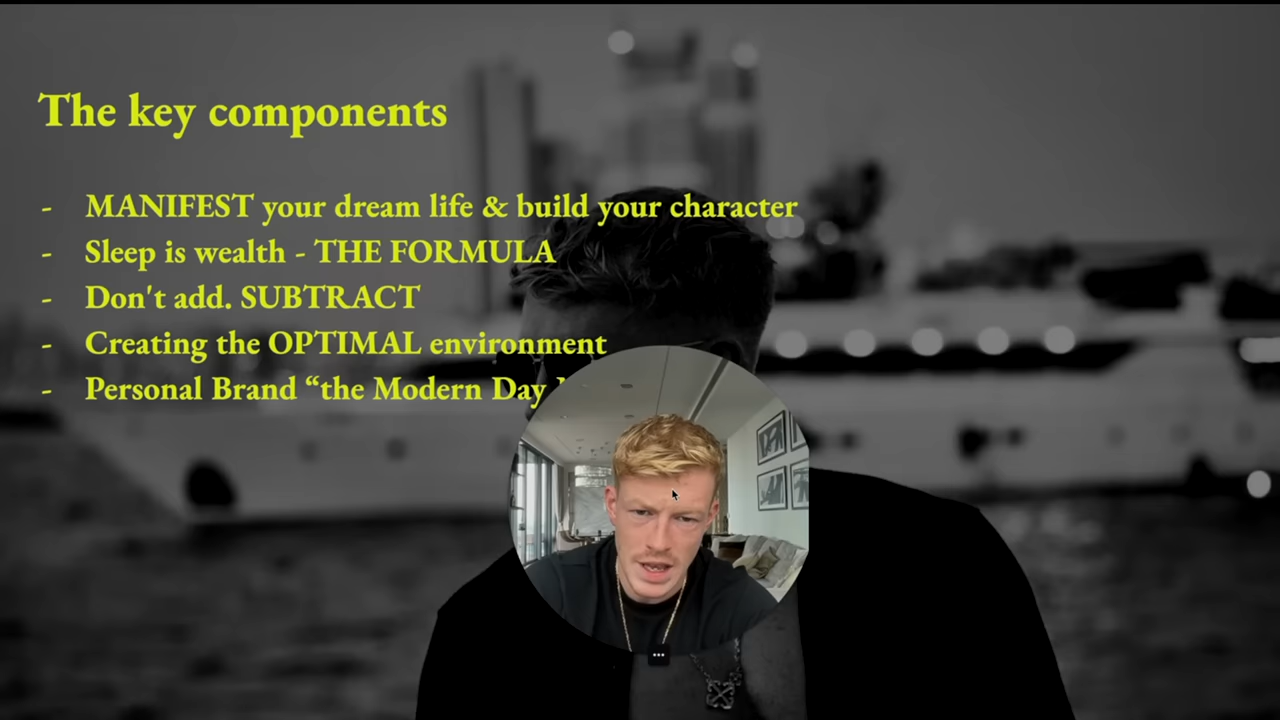 The key components
- MANIFEST your dream life & build your character
- Sleep is wealth - THE FORMULA
- Don't add. SUBTRACT
- Creating the OPTIMAL environment
- Personal Brand “the Modern Day